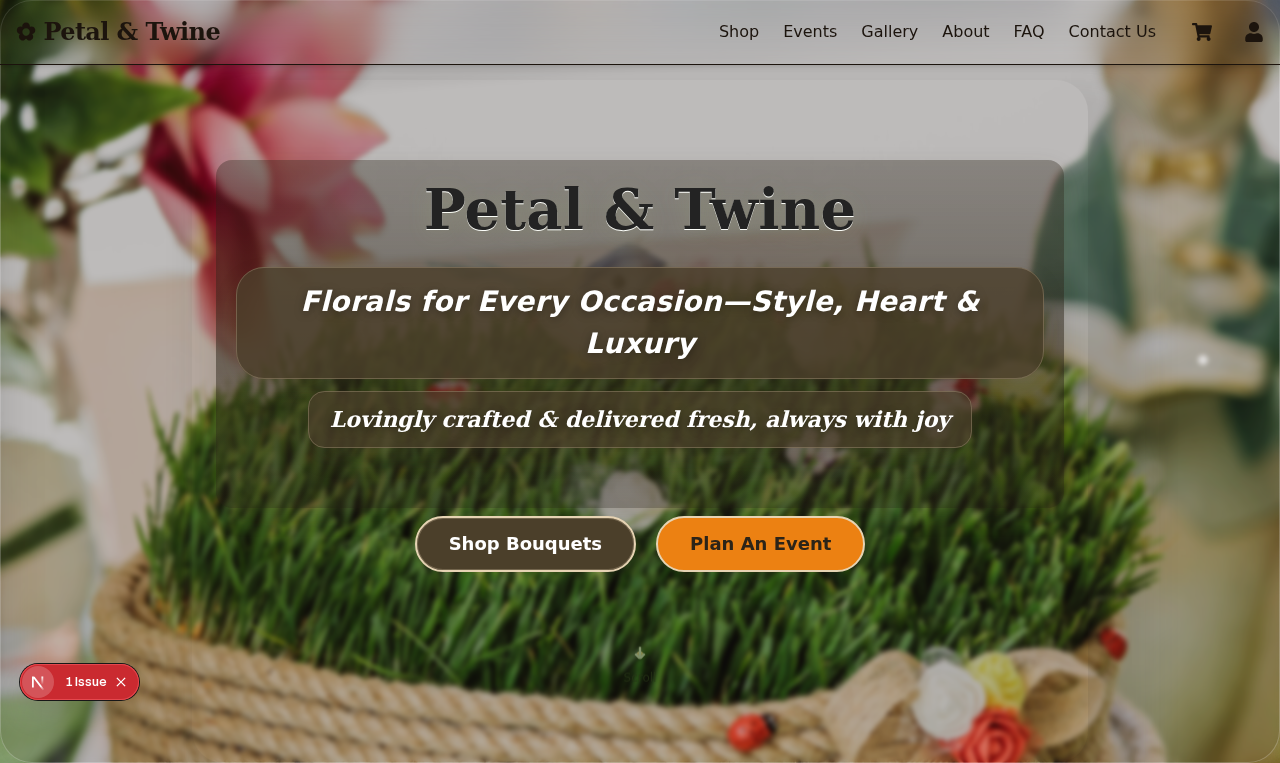 Petal & Twine
Shop Events Gallery About FAQ Contact Us
Petal & Twine
Florals for Every Occasion—Style, Heart &
Luxury
Lovingly crafted & delivered fresh, always with joy
Shop Bouquets Plan An Event
N 1 Issue